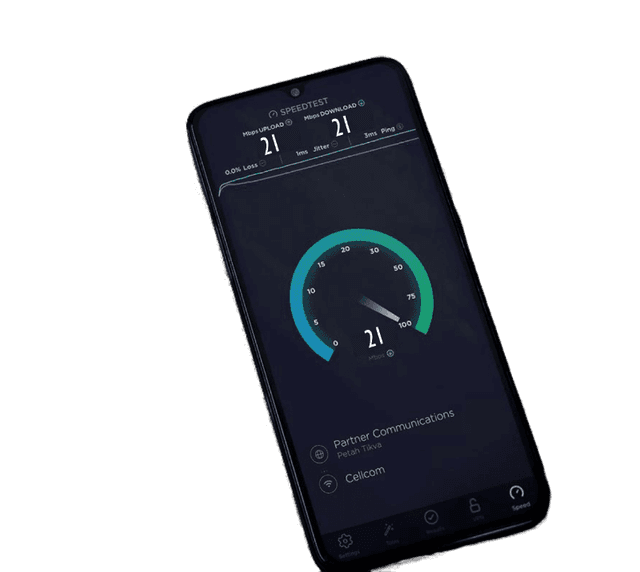 SPEEDTEST
Mbps UPLOAD Mbps DOWNLOAD
21 21
0.0% Loss 1ms Jitter 3ms Ping
0 5 10 15 20 30 50 75 100
21
Mbps
Partner Communications
Petah Tikva
Cellcom
Settings Speed